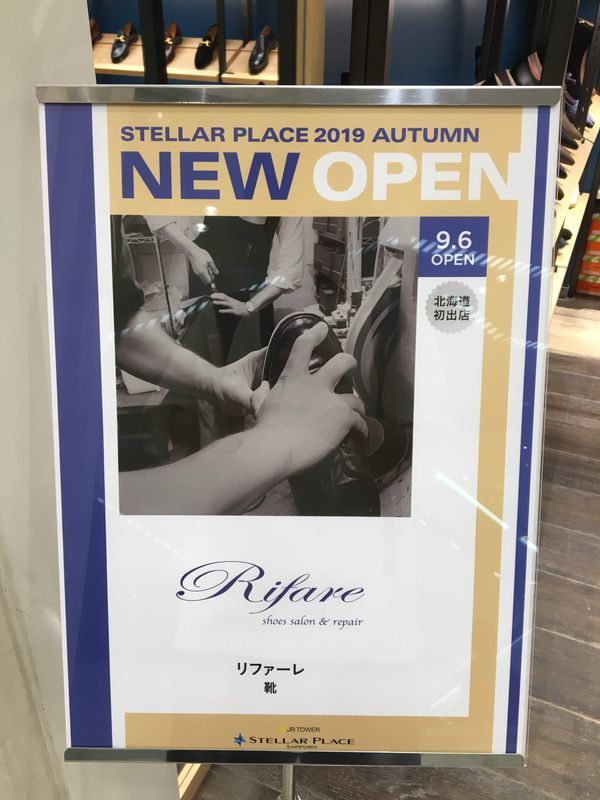 STELLAR PLACE 2019 AUTUMN
NEW OPEN
9.6
OPEN
北海道
初出店
Rifare
shoes salon & repair
リファーレ
靴
JR TOWER
STELLAR PLACE
SAPPORO